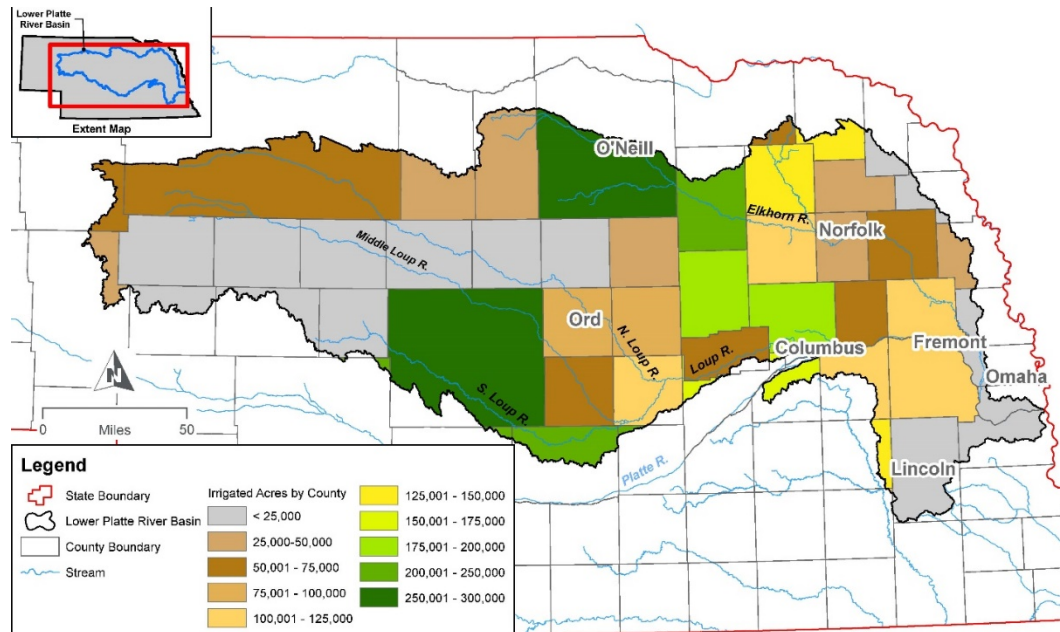 Lower Platte
River Basin
Extent Map
R.
O'Neill
Elkhorn R.
Norfolk
Middle Loup R.
Ord
N. Loup R.
Loup R.
Columbus
Fremont
Omaha
S. Loup R.
Platte R.
Lincoln
N
0 50
Miles
Legend
State Boundary
Lower Platte River Basin
County Boundary
Stream
Irrigated Acres by County
< 25,000
25,000-50,000
50,001 - 75,000
75,001 - 100,000
100,001 - 125,000
125,001 - 150,000
150,001 - 175,000
175,001 - 200,000
200,001 - 250,000
250,001 - 300,000